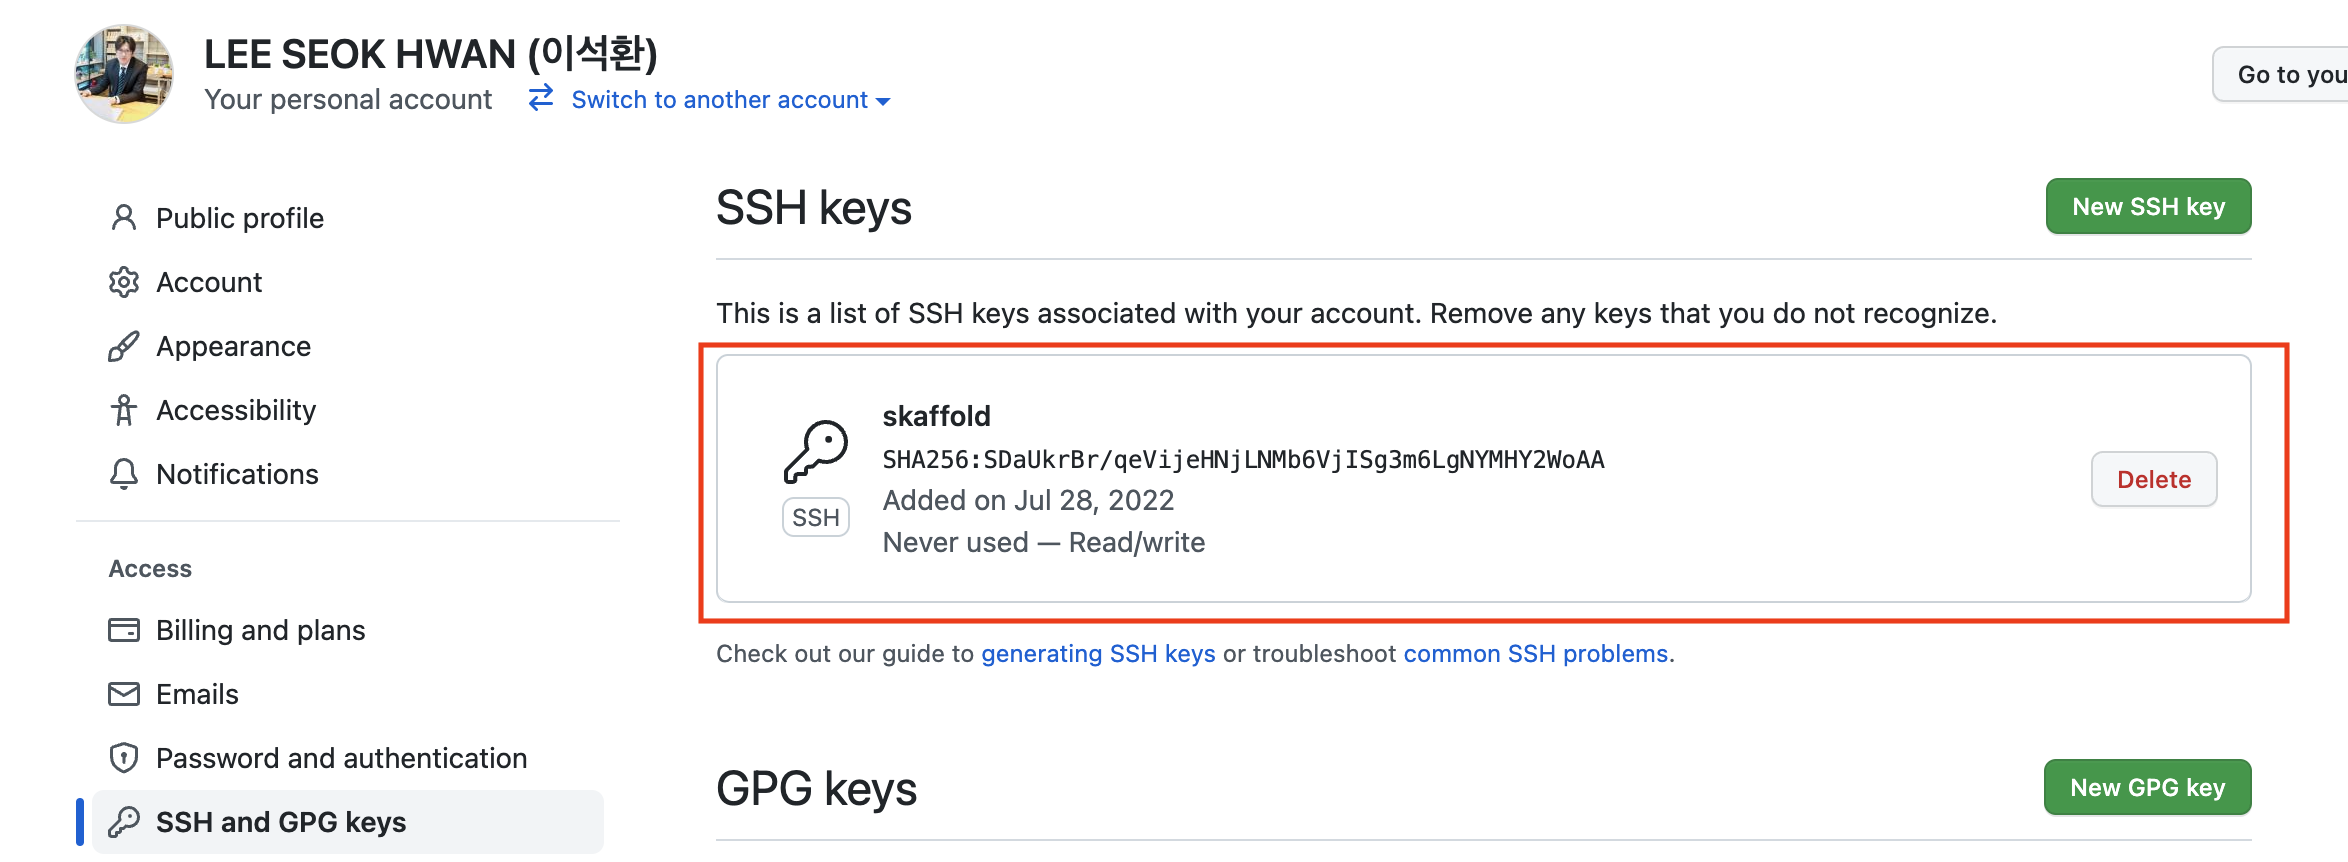 LEE SEOK HWAN (이석환)
Your personal account
Switch to another account
Go to you
Public profile
Account
Appearance
Accessibility
Notifications
Access
Billing and plans
Emails
Password and authentication
SSH and GPG keys
SSH keys
New SSH key
This is a list of SSH keys associated with your account. Remove any keys that you do not recognize.
skaffold
SHA256:SDaUkrBr/qeVijeHNjLNMb6VjISg3m6LgNYMHY2WoAA
Added on Jul 28, 2022
Never used — Read/write
SSH
Delete
Check out our guide to generating SSH keys or troubleshoot common SSH problems.
GPG keys
New GPG key